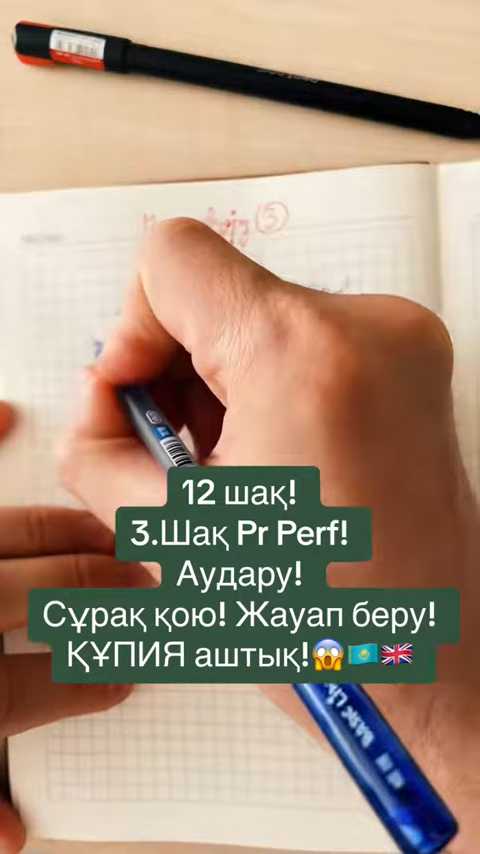 12 шақ!
3.Шақ Pr Perf!
Аудару!
Сұрақ қою! Жауап беру!
ҚҰПИЯ аштық!😱🇰🇿🇬🇧